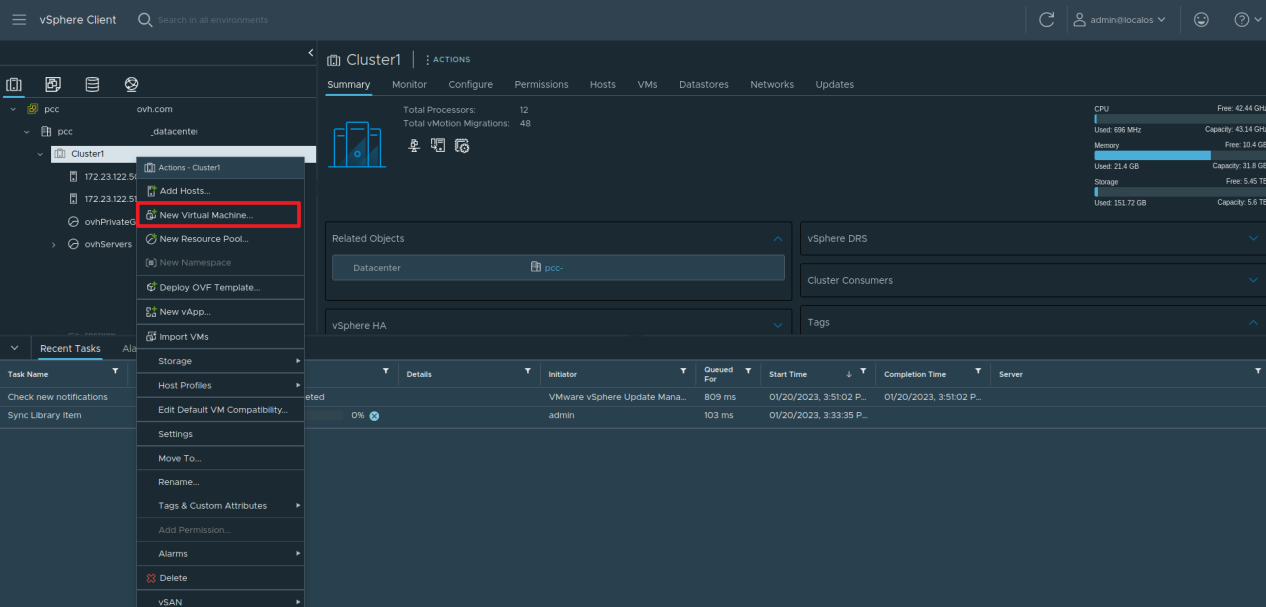 vSphere Client
Search in all environments
admin@localos
Cluster1
ACTIONS
Summary Monitor Configure Permissions Hosts VMs Datastores Networks Updates
pcc ovh.com
pcc _datacenter
Cluster1
172.23.122.50
172.23.122.51
ovhPrivateG
ovhServers
Total Processors: 12
Total vMotion Migrations: 48
CPU Free: 42.44 GHz
Used: 696 MHz Capacity: 43.14 GHz
Memory Free: 10.4 GB
Used: 21.4 GB Capacity: 31.8 GB
Storage Free: 5.45 TB
Used: 151.72 GB Capacity: 5.6 TB
Related Objects
Datacenter pcc-
vSphere HA
vSphere DRS
Cluster Consumers
Tags
Actions - Cluster1
Add Hosts...
New Virtual Machine...
New Resource Pool...
New Namespace
Deploy OVF Template...
New vApp...
Import VMs
Storage
Host Profiles
Edit Default VM Compatibility...
Settings
Move To...
Rename...
Tags & Custom Attributes
Add Permission...
Alarms
Delete
vSAN
Recent Tasks Ala
Task Name Details Initiator Queued For Start Time Completion Time Server
Check new notifications eted VMware vSphere Update Mana... 809 ms 01/20/2023, 3:51:02 P... 01/20/2023, 3:51:02 P...
Sync Library Item 0% admin 103 ms 01/20/2023, 3:33:35 P...